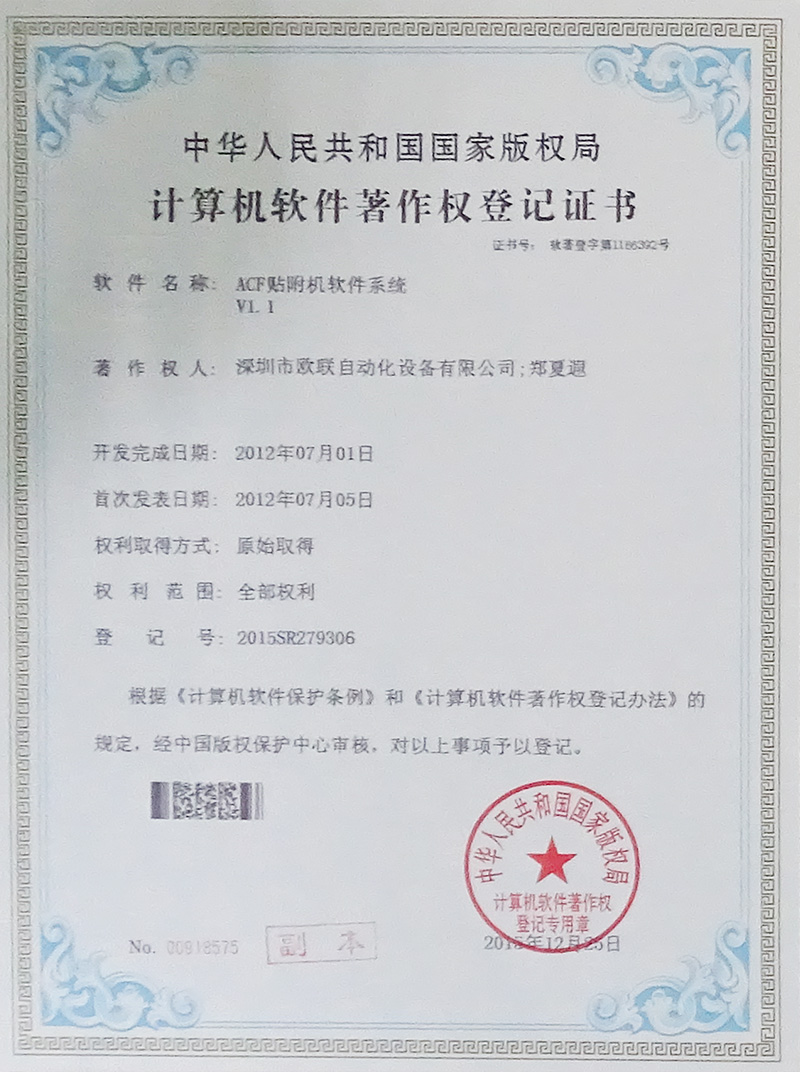 中华人民共和国国家版权局
计算机软件著作权登记证书
证书号： 软著登字第1166392号
软件名称： ACF贴附机软件系统
V1.1
著作权人： 深圳市欧联自动化设备有限公司;郑夏遐
开发完成日期： 2012年07月01日
首次发表日期： 2012年07月05日
权利取得方式： 原始取得
权利范围： 全部权利
登记号： 2015SR279306
根据《计算机软件保护条例》和《计算机软件著作权登记办法》的
规定，经中国版权保护中心审核，对以上事项予以登记。
中华人民共和国国家版权局
计算机软件著作权
登记专用章
No. 00918575
副本
2015年12月25日